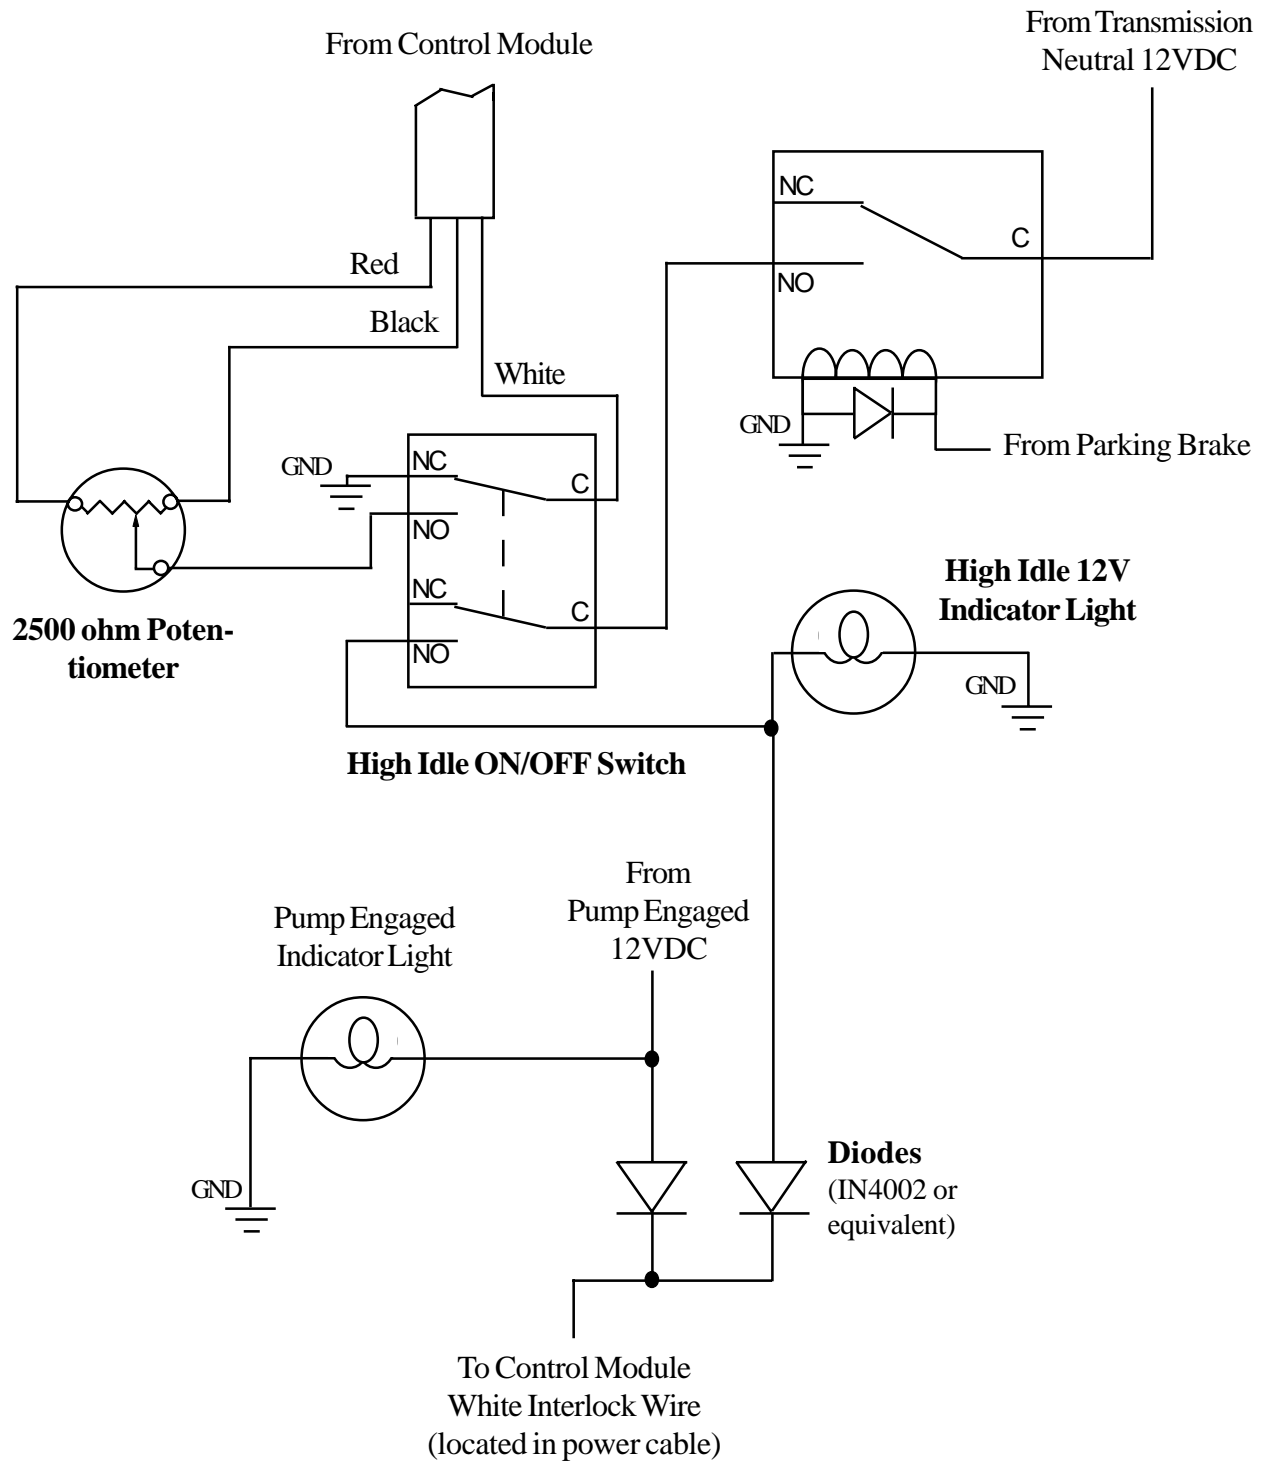 From Control Module
From Transmission
Neutral 12VDC
NC
C
NO
Red
Black
White
GND
From Parking Brake
GND
NC
C
NO
NC
C
NO
2500 ohm Poten-
tiometer
High Idle 12V
Indicator Light
GND
High Idle ON/OFF Switch
From
Pump Engaged
12VDC
Pump Engaged
Indicator Light
GND
Diodes
(IN4002 or
equivalent)
To Control Module
White Interlock Wire
(located in power cable)